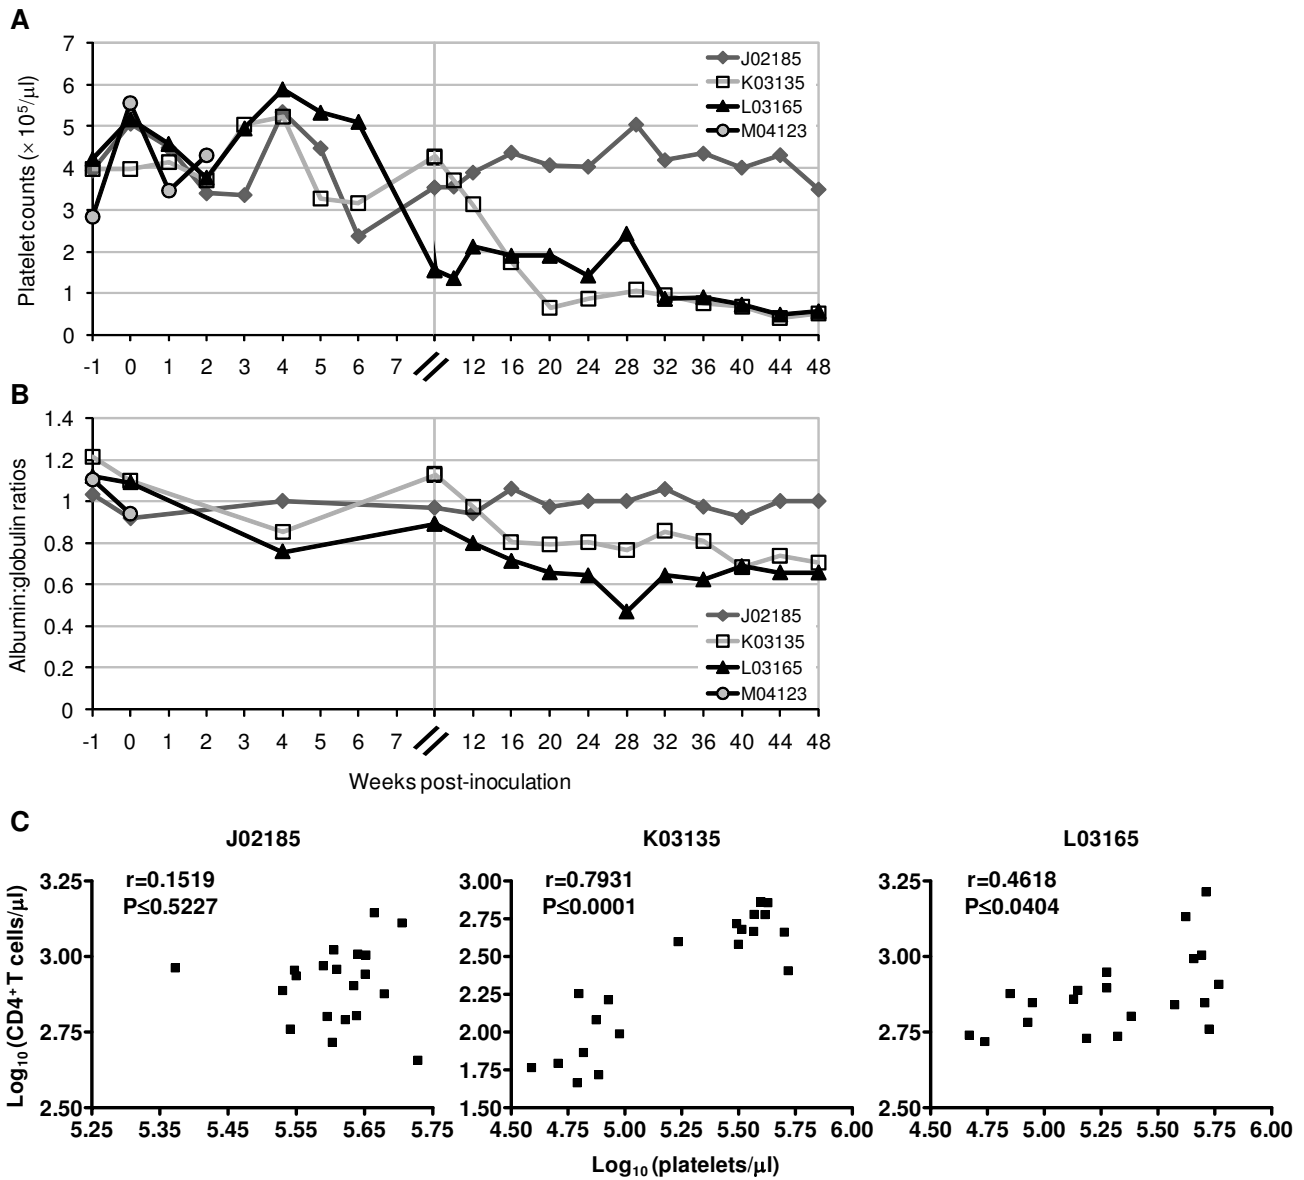 A
Platelet counts (× 10⁵/µl)
7
6
5
4
3
2
1
0
J02185
K03135
L03165
M04123
-1 0 1 2 3 4 5 6 7 12 16 20 24 28 32 36 40 44 48
B
Albumin:globulin ratios
1.4
1.2
1
0.8
0.6
0.4
0.2
0
J02185
K03135
L03165
M04123
-1 0 1 2 2 4 5 6 7 12 16 20 24 28 32 36 40 44 48
Weeks post-inoculation
C
J02185
K03135
L03165
Log₁₀(CD4⁺ T cells/µl)
3.25
3.00
2.75
2.50
r=0.1519
P≤0.5227
5.25 5.35 5.45 5.55 5.65 5.75
3.00
2.75
2.50
2.25
2.00
1.75
1.50
r=0.7931
P≤0.0001
4.50 4.75 5.00 5.25 5.50 5.75 6.00
3.25
3.00
2.75
2.50
r=0.4618
P≤0.0404
4.50 4.75 5.00 5.25 5.50 5.75 6.00
Log₁₀(platelets/µl)